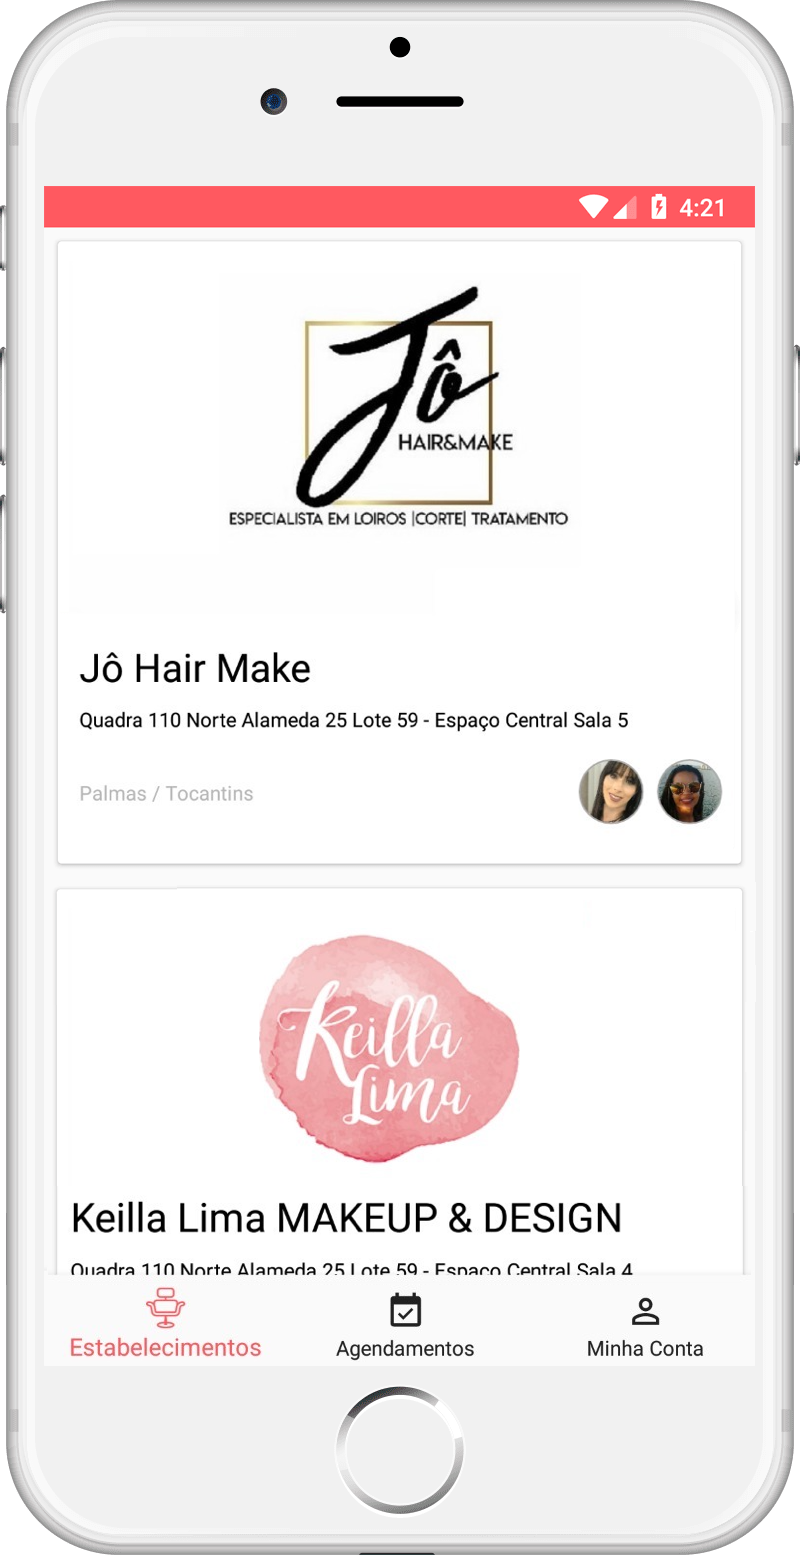 4:21
Jô
HAIR&MAKE
ESPECIALISTA EM LOIROS |CORTE| TRATAMENTO
Jô Hair Make
Quadra 110 Norte Alameda 25 Lote 59 - Espaço Central Sala 5
Palmas / Tocantins
Keilla
Lima
Keilla Lima MAKEUP & DESIGN
Quadra 110 Norte Alameda 25 Lote 59 - Espaço Central Sala 4
Estabelecimentos
Agendamentos
Minha Conta